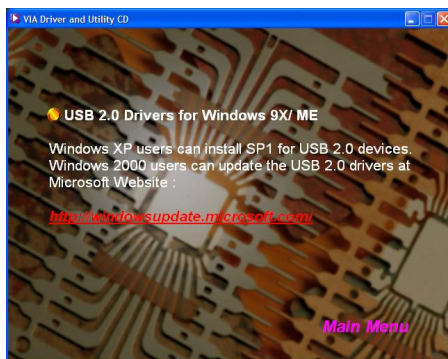 VIA Driver and Utility CD
USB 2.0 Drivers for Windows 9X/ ME
Windows XP users can install SP1 for USB 2.0 devices.
Windows 2000 users can update the USB 2.0 drivers at
Microsoft Website :
http://windowsupdate.microsoft.com/
Main Menu